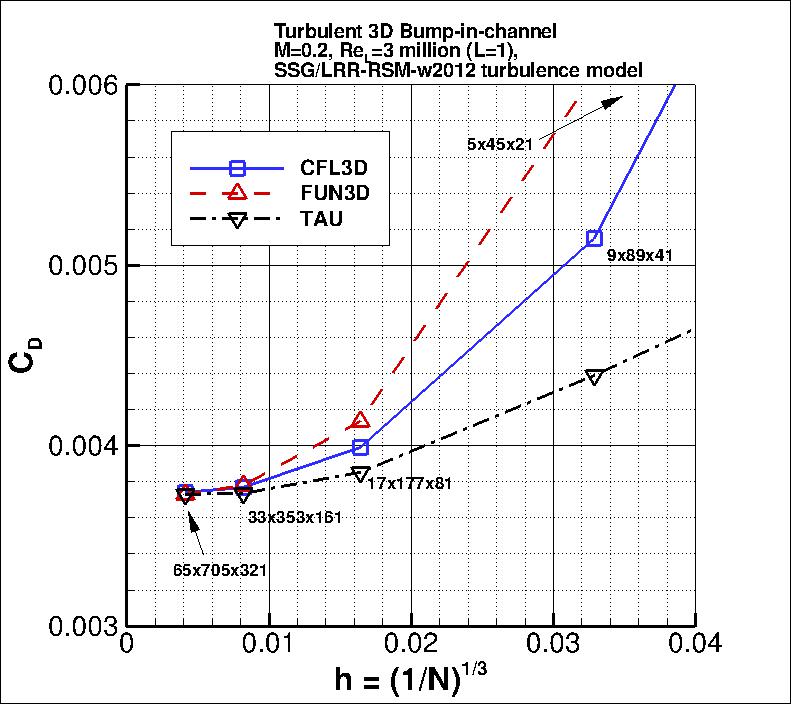 Turbulent 3D Bump-in-channel
M=0.2, ReL=3 million (L=1),
SSG/LRR-RSM-w2012 turbulence model
0.006
5x45x21
CFL3D
FUN3D
TAU
0.005
9x89x41
CD
0.004
17x177x81
33x353x161
65x705x321
0.003
0 0.01 0.02 0.03 0.04
h = (1/N)1/3